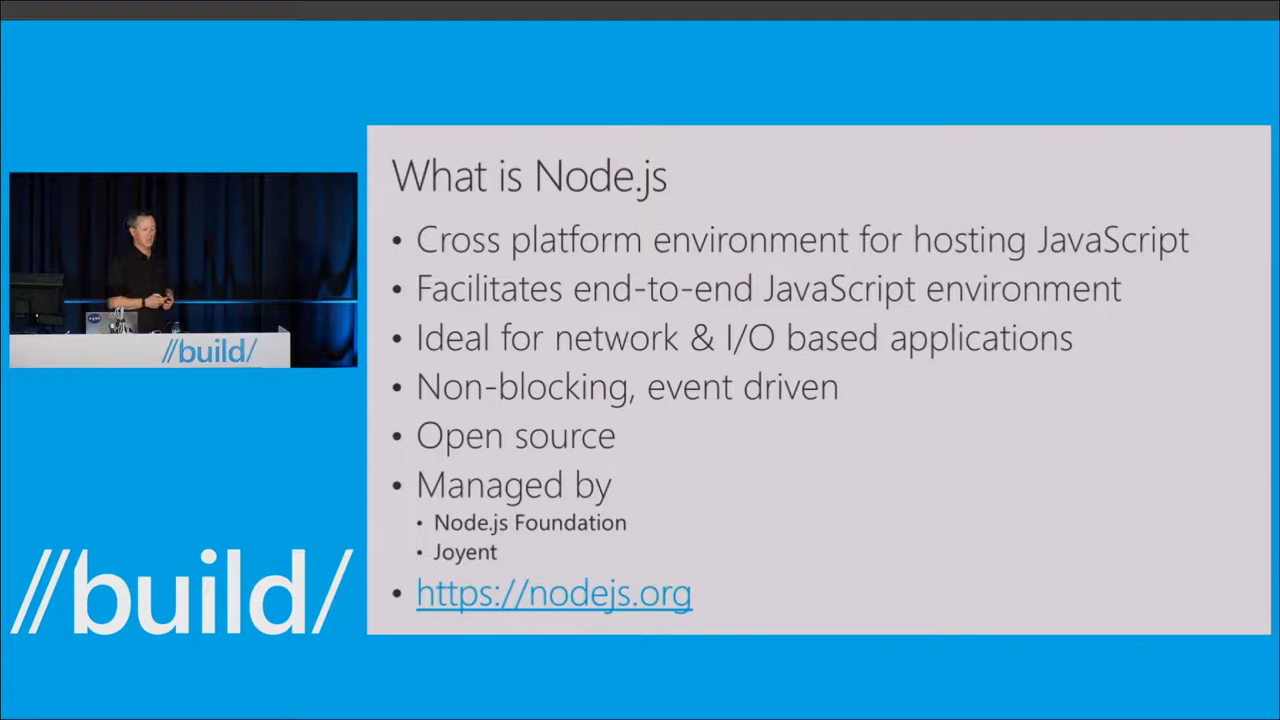 What is Node.js
• Cross platform environment for hosting JavaScript
• Facilitates end-to-end JavaScript environment
• Ideal for network & I/O based applications
• Non-blocking, event driven
• Open source
• Managed by
• Node.js Foundation
• Joyent
• https://nodejs.org
//build/
//build/